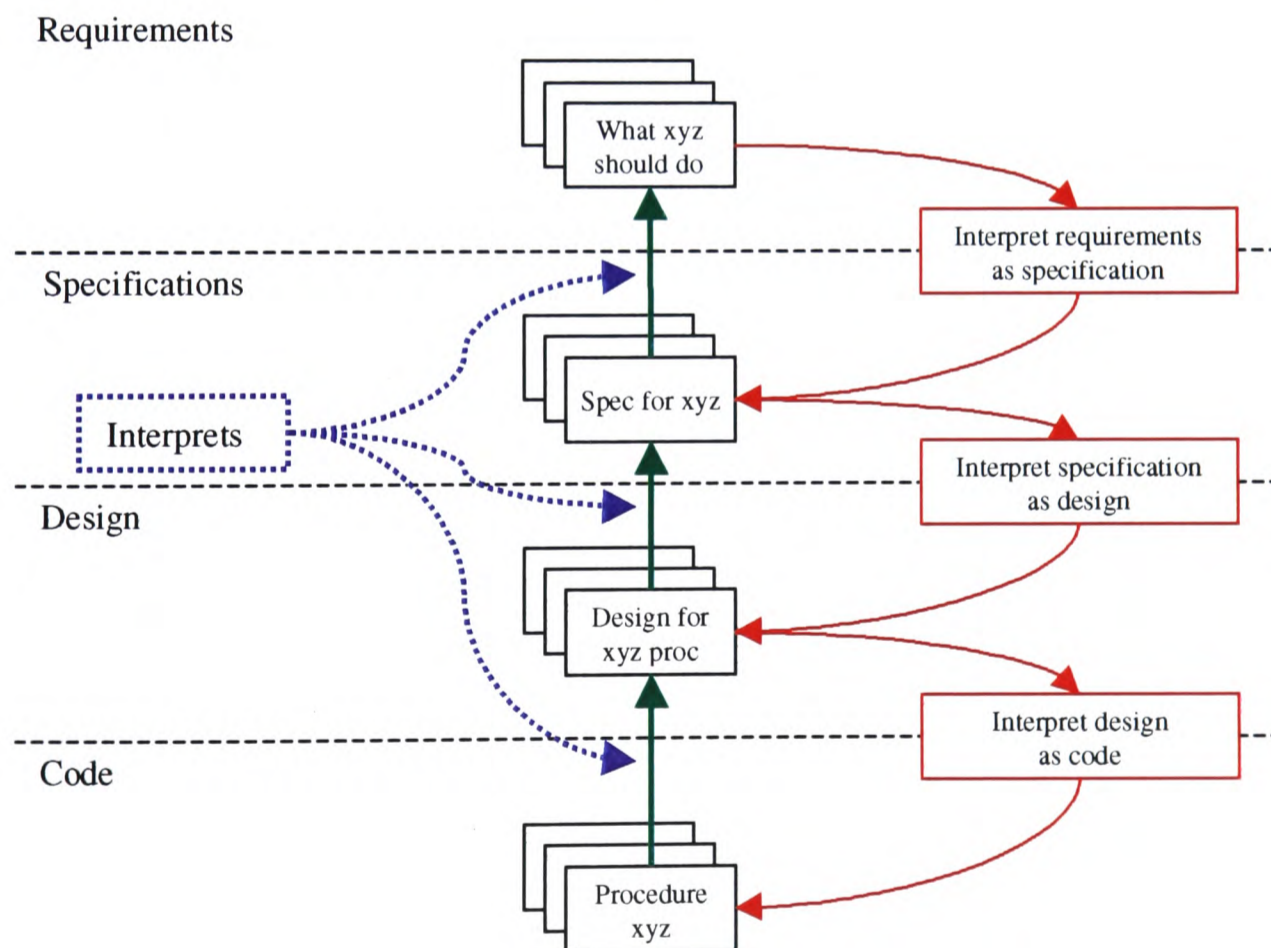 Requirements
What xyz
should do
Interpret requirements
as specification
Specifications
Spec for xyz
Interprets
Interpret specification
as design
Design
Design for
xyz proc
Interpret design
as code
Code
Procedure
xyz